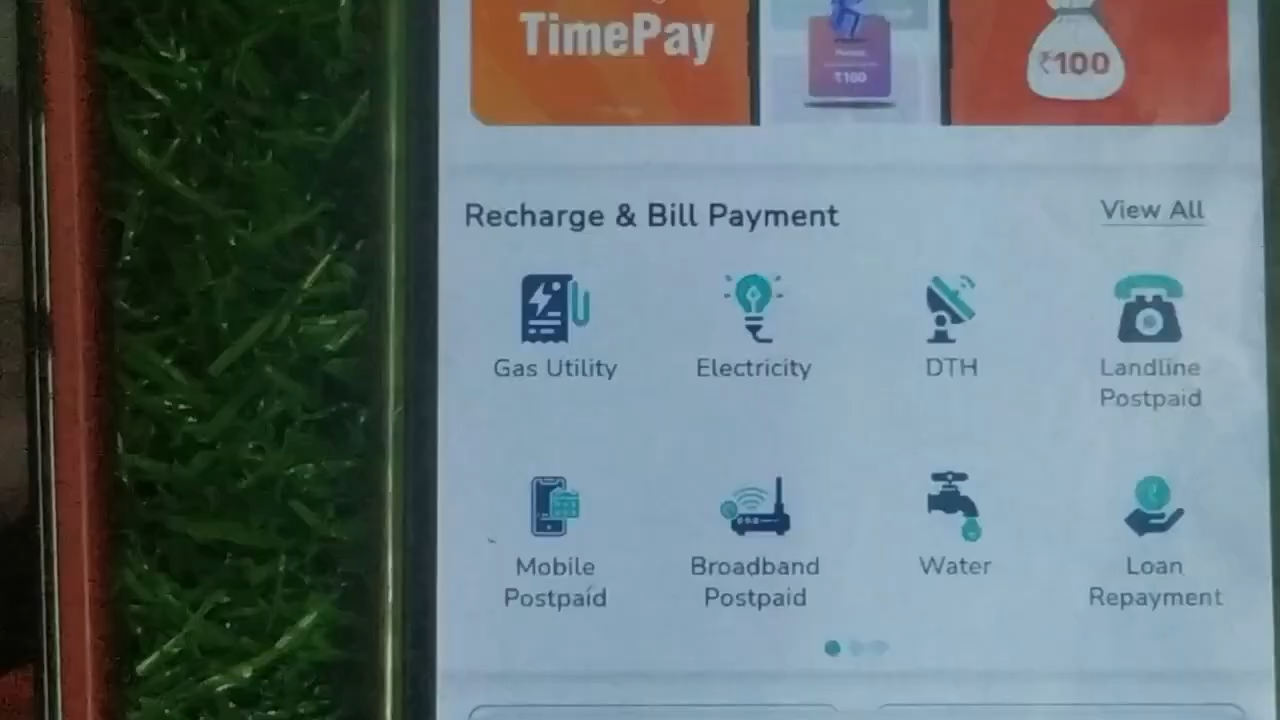 TimePay
₹100
₹100
Recharge & Bill Payment
View All
Gas Utility
Electricity
DTH
Landline
Postpaid
Mobile
Postpaid
Broadband
Postpaid
Water
Loan
Repayment